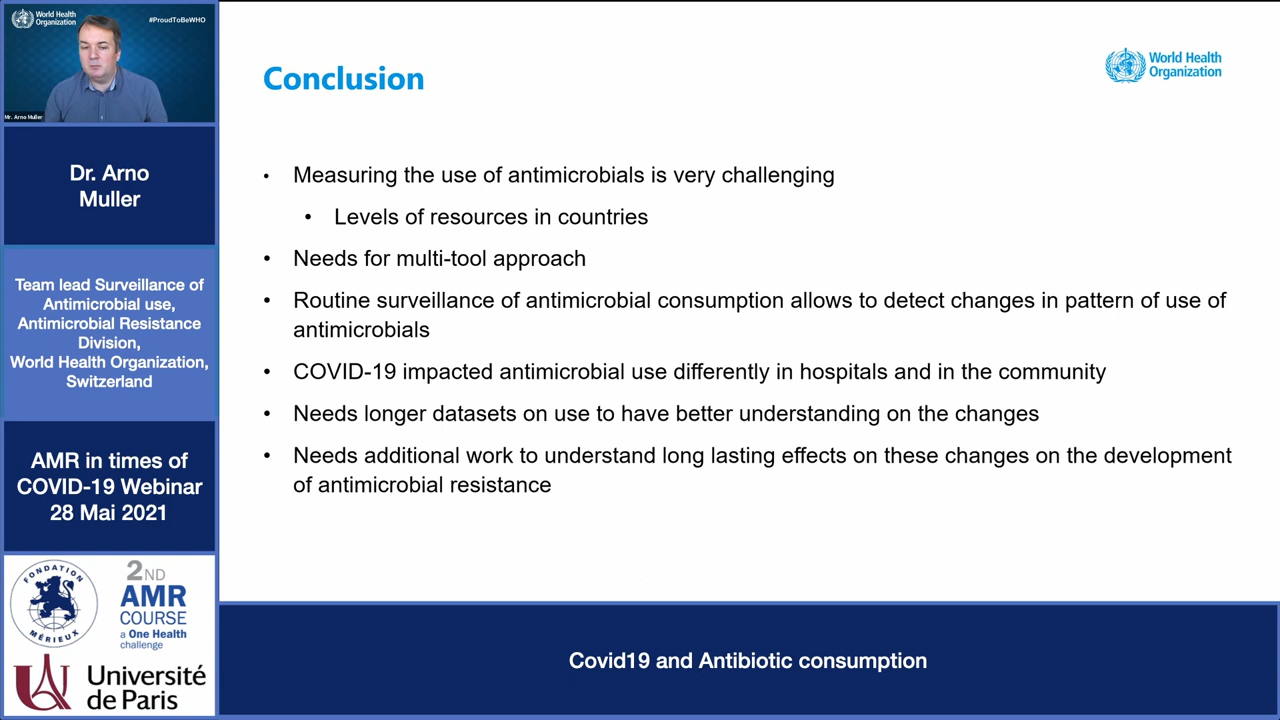 World Health
Organization
#ProudToBeWHO
Mr. Arno Muller
Dr. Arno
Muller
Team lead Surveillance of
Antimicrobial use,
Antimicrobial Resistance
Division,
World Health Organization,
Switzerland
AMR in times of
COVID-19 Webinar
28 Mai 2021
FONDATION
MÉRIEUX
2ND
AMR
COURSE
a One Health
challenge
Université
de Paris
Conclusion
World Health
Organization
• Measuring the use of antimicrobials is very challenging
• Levels of resources in countries
• Needs for multi-tool approach
• Routine surveillance of antimicrobial consumption allows to detect changes in pattern of use of
antimicrobials
• COVID-19 impacted antimicrobial use differently in hospitals and in the community
• Needs longer datasets on use to have better understanding on the changes
• Needs additional work to understand long lasting effects on these changes on the development
of antimicrobial resistance
Covid19 and Antibiotic consumption